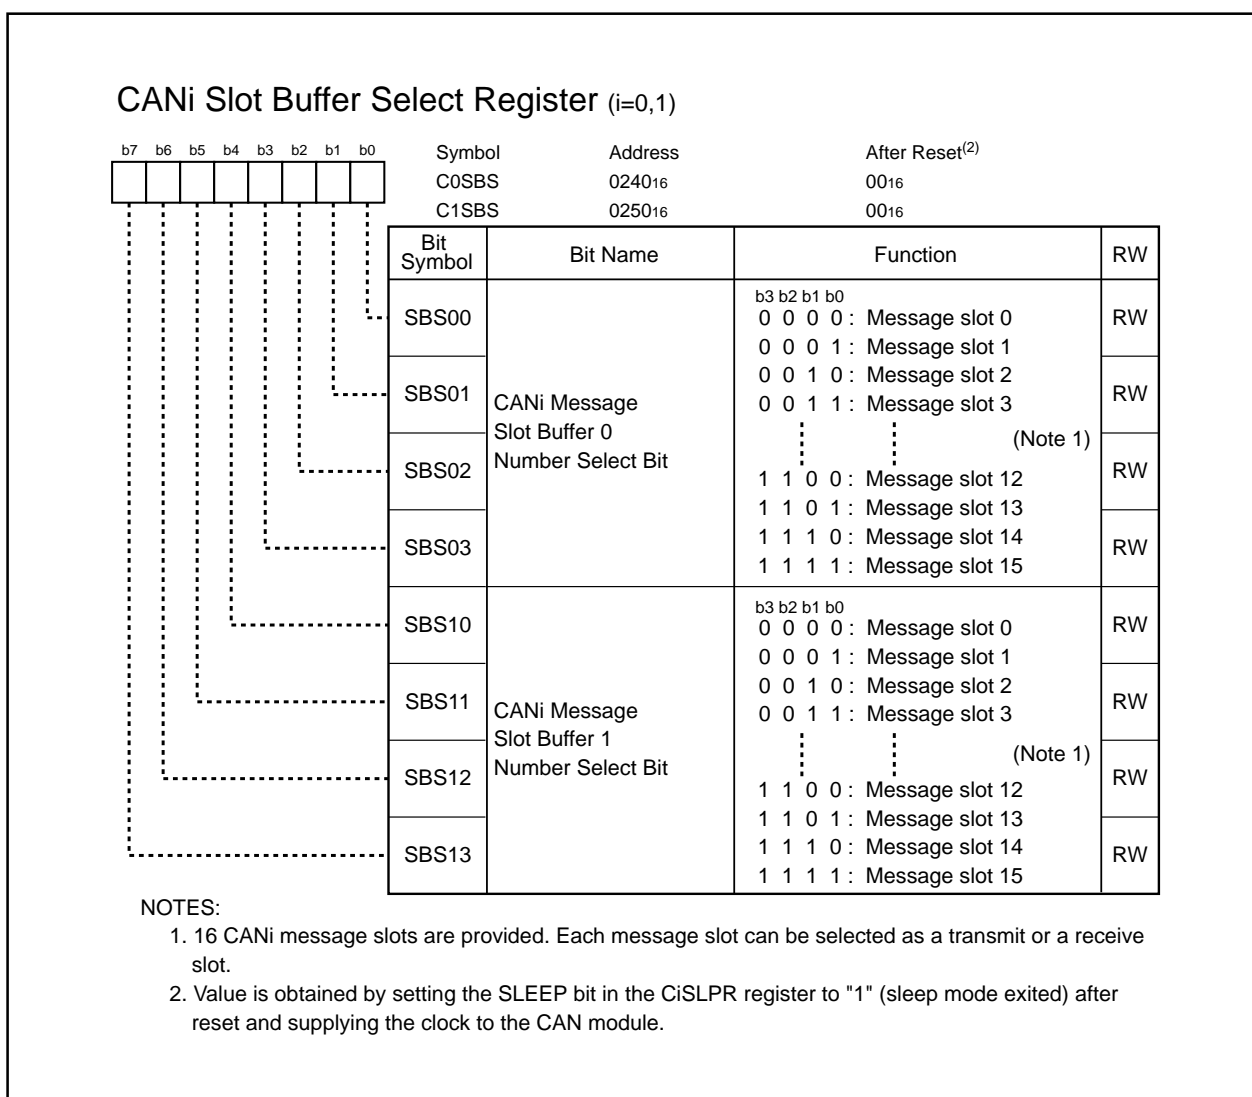 CANi Slot Buffer Select Register (i=0,1)
b7 b6 b5 b4 b3 b2 b1 b0
Symbol Address After Reset(2)
C0SBS 024016 0016
C1SBS 025016 0016
Bit Symbol Bit Name Function RW
SBS00 RW
SBS01 RW
SBS02 RW
SBS03 RW
CANi Message
Slot Buffer 0
Number Select Bit
b3 b2 b1 b0
0 0 0 0 : Message slot 0
0 0 0 1 : Message slot 1
0 0 1 0 : Message slot 2
0 0 1 1 : Message slot 3
(Note 1)
1 1 0 0 : Message slot 12
1 1 0 1 : Message slot 13
1 1 1 0 : Message slot 14
1 1 1 1 : Message slot 15
SBS10 RW
SBS11 RW
SBS12 RW
SBS13 RW
CANi Message
Slot Buffer 1
Number Select Bit
b3 b2 b1 b0
0 0 0 0 : Message slot 0
0 0 0 1 : Message slot 1
0 0 1 0 : Message slot 2
0 0 1 1 : Message slot 3
(Note 1)
1 1 0 0 : Message slot 12
1 1 0 1 : Message slot 13
1 1 1 0 : Message slot 14
1 1 1 1 : Message slot 15
NOTES:
1. 16 CANi message slots are provided. Each message slot can be selected as a transmit or a receive
slot.
2. Value is obtained by setting the SLEEP bit in the CiSLPR register to "1" (sleep mode exited) after
reset and supplying the clock to the CAN module.